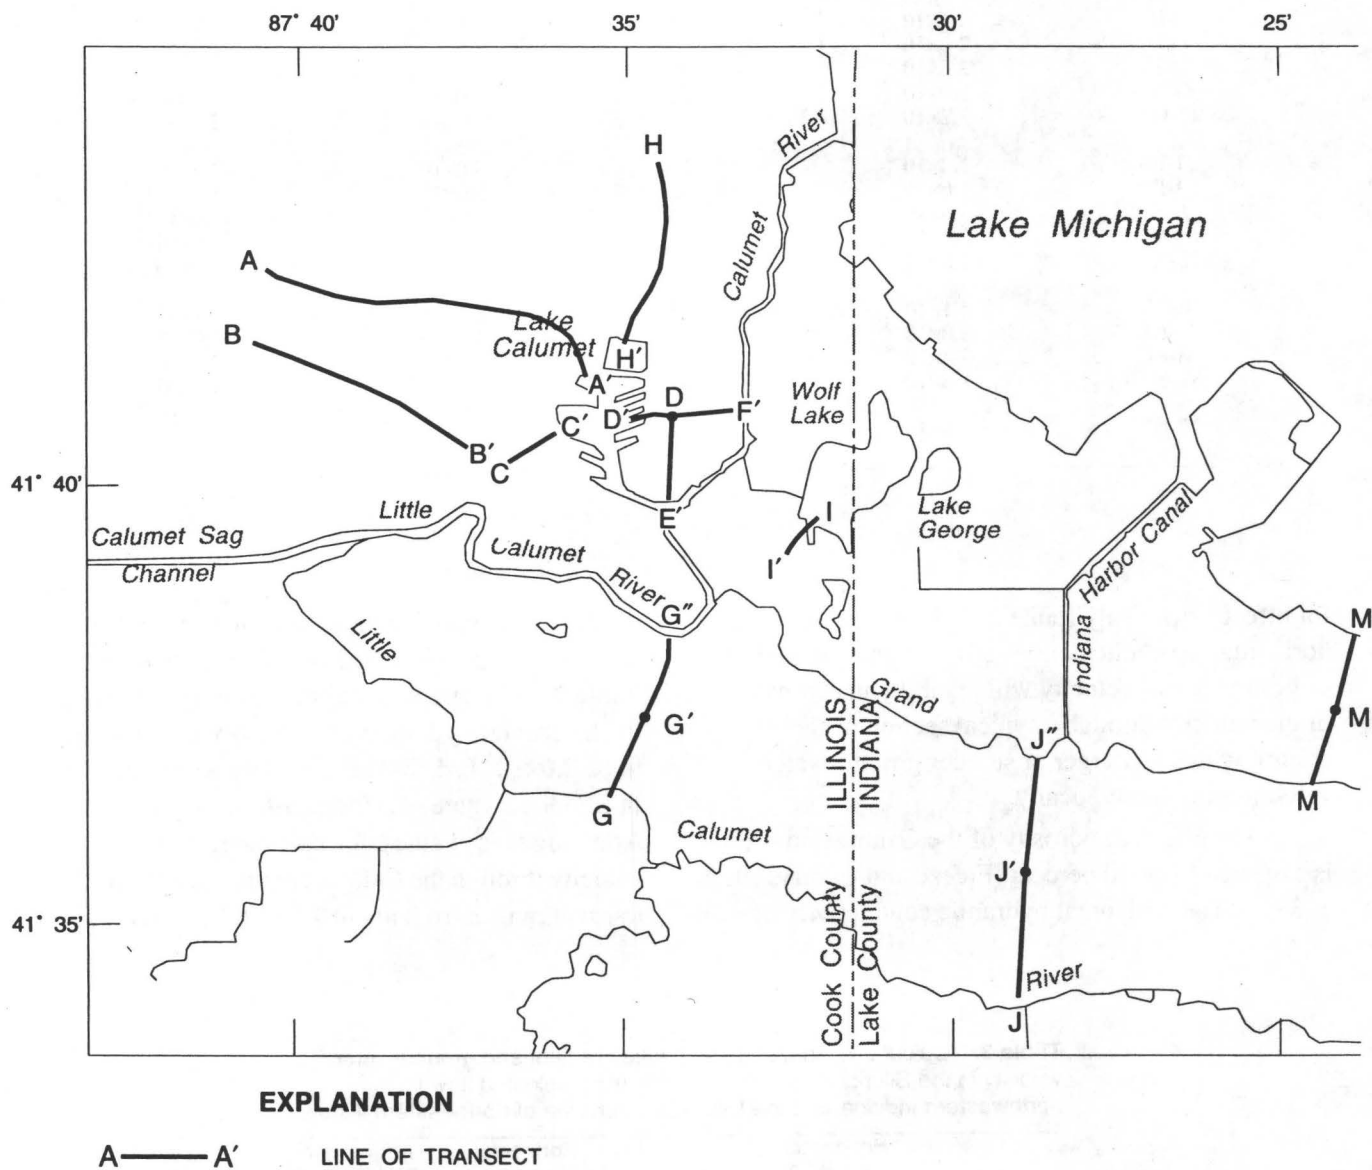 87° 40'
35'
30'
25'
H
River
Lake Michigan
A
Calumet
Lake
Calumet
B
H'
A'
D
Wolf
Lake
D'
F'
C'
B'
C
41° 40'
Little
E'
I
Lake
George
Calumet Sag
Channel
Calumet
River
I'
Harbor Canal
G"
Little
Indiana
M
Grand
G'
M
J"
ILLINOIS
INDIANA
M
G
Calumet
J'
41° 35'
Cook County
Lake County
River
J
EXPLANATION
A A' LINE OF TRANSECT